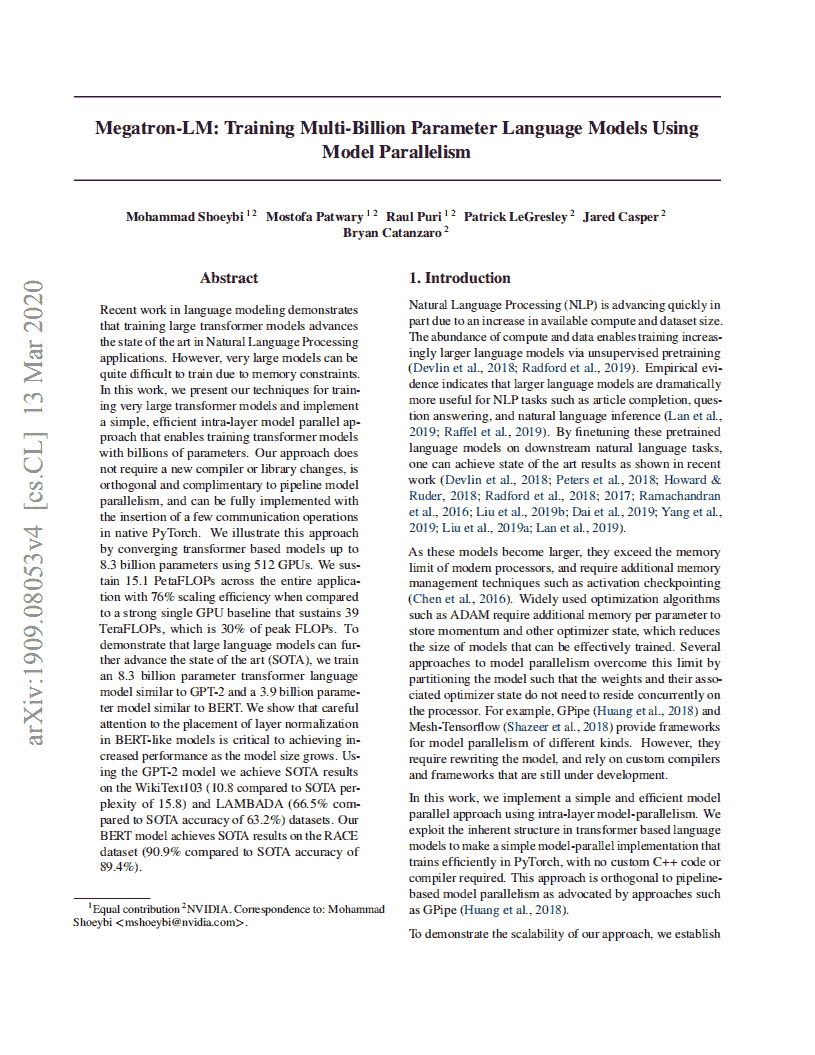 Megatron-LM: Training Multi-Billion Parameter Language Models Using
Model Parallelism
Mohammad Shoeybi 1 2 Mostofa Patwary 1 2 Raul Puri 1 2 Patrick LeGresley 2 Jared Casper 2
Bryan Catanzaro 2
Abstract
Recent work in language modeling demonstrates
that training large transformer models advances
the state of the art in Natural Language Processing
applications. However, very large models can be
quite difficult to train due to memory constraints.
In this work, we present our techniques for train-
ing very large transformer models and implement
a simple, efficient intra-layer model parallel ap-
proach that enables training transformer models
with billions of parameters. Our approach does
not require a new compiler or library changes, is
orthogonal and complimentary to pipeline model
parallelism, and can be fully implemented with
the insertion of a few communication operations
in native PyTorch. We illustrate this approach
by converging transformer based models up to
8.3 billion parameters using 512 GPUs. We sus-
tain 15.1 PetaFLOPs across the entire applica-
tion with 76% scaling efficiency when compared
to a strong single GPU baseline that sustains 39
TeraFLOPs, which is 30% of peak FLOPs. To
demonstrate that large language models can fur-
ther advance the state of the art (SOTA), we train
an 8.3 billion parameter transformer language
model similar to GPT-2 and a 3.9 billion parame-
ter model similar to BERT. We show that careful
attention to the placement of layer normalization
in BERT-like models is critical to achieving in-
creased performance as the model size grows. Us-
ing the GPT-2 model we achieve SOTA results
on the WikiText103 (10.8 compared to SOTA per-
plexity of 15.8) and LAMBADA (66.5% com-
pared to SOTA accuracy of 63.2%) datasets. Our
BERT model achieves SOTA results on the RACE
dataset (90.9% compared to SOTA accuracy of
89.4%).
1Equal contribution 2NVIDIA. Correspondence to: Mohammad
Shoeybi <mshoeybi@nvidia.com>.
1. Introduction
Natural Language Processing (NLP) is advancing quickly in
part due to an increase in available compute and dataset size.
The abundance of compute and data enables training increas-
ingly larger language models via unsupervised pretraining
(Devlin et al., 2018; Radford et al., 2019). Empirical evi-
dence indicates that larger language models are dramatically
more useful for NLP tasks such as article completion, ques-
tion answering, and natural language inference (Lan et al.,
2019; Raffel et al., 2019). By finetuning these pretrained
language models on downstream natural language tasks,
one can achieve state of the art results as shown in recent
work (Devlin et al., 2018; Peters et al., 2018; Howard &
Ruder, 2018; Radford et al., 2018; 2017; Ramachandran
et al., 2016; Liu et al., 2019b; Dai et al., 2019; Yang et al.,
2019; Liu et al., 2019a; Lan et al., 2019).
As these models become larger, they exceed the memory
limit of modern processors, and require additional memory
management techniques such as activation checkpointing
(Chen et al., 2016). Widely used optimization algorithms
such as ADAM require additional memory per parameter to
store momentum and other optimizer state, which reduces
the size of models that can be effectively trained. Several
approaches to model parallelism overcome this limit by
partitioning the model such that the weights and their asso-
ciated optimizer state do not need to reside concurrently on
the processor. For example, GPipe (Huang et al., 2018) and
Mesh-Tensorflow (Shazeer et al., 2018) provide frameworks
for model parallelism of different kinds. However, they
require rewriting the model, and rely on custom compilers
and frameworks that are still under development.
In this work, we implement a simple and efficient model
parallel approach using intra-layer model-parallelism. We
exploit the inherent structure in transformer based language
models to make a simple model-parallel implementation that
trains efficiently in PyTorch, with no custom C++ code or
compiler required. This approach is orthogonal to pipeline-
based model parallelism as advocated by approaches such
as GPipe (Huang et al., 2018).
To demonstrate the scalability of our approach, we establish
arXiv:1909.08053v4 [cs.CL] 13 Mar 2020